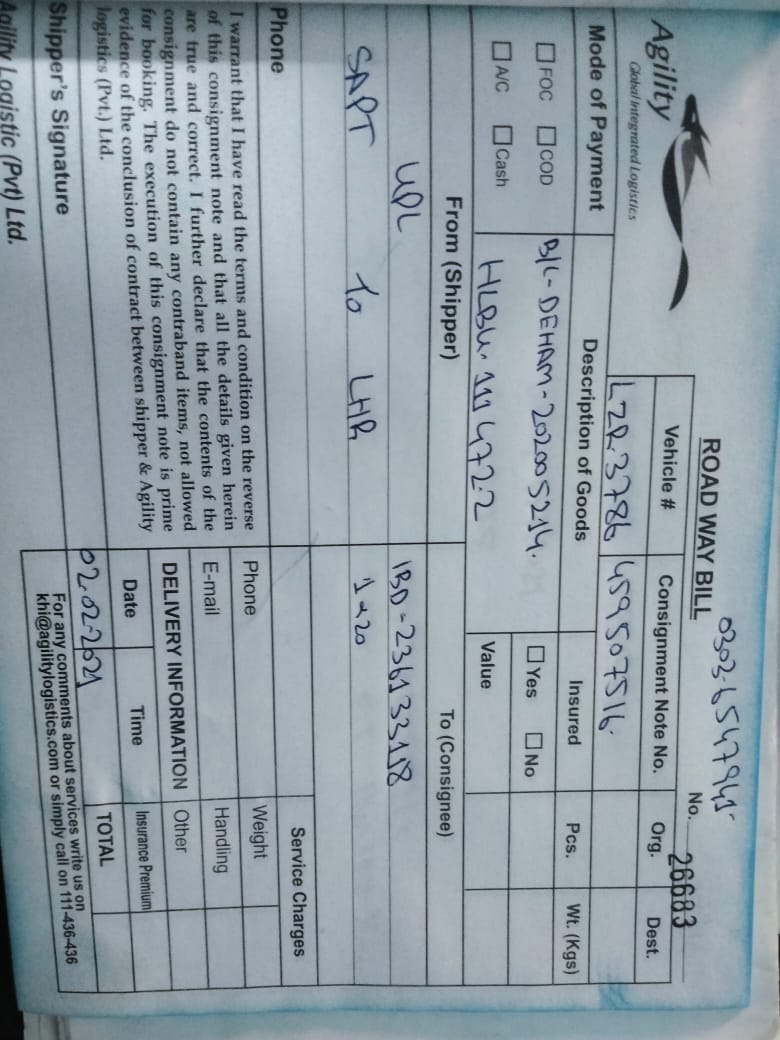 0303-6547941
ROAD WAY BILL
No. 26683
Agility
Global Integrated Logistics
Vehicle #
Consignment Note No.
Org.
Dest.
LZR.3786
459507516.
Mode of Payment
Description of Goods
Insured
Pcs.
Wt. (Kgs)
FOC
COD
B/L-DEHAM-202005214.
Yes
No
A/C
Cash
HLBU. 111 472-2
Value
From (Shipper)
To (Consignee)
UPL
IBD-236133118
SAPT To LHR
1x20
Phone
Service Charges
I warrant that I have read the terms and condition on the reverse
of this consignment note and that all the details given herein
are true and correct. I further declare that the contents of the
consignment do not contain any contraband items, not allowed
for booking. The execution of this consignment note is prime
evidence of the conclusion of contract between shipper & Agility
logistics (Pvt.) Ltd.
Phone
Weight
E-mail
Handling
DELIVERY INFORMATION
Other
Date
Time
Insurance Premium
02.02-2021
TOTAL
Shipper's Signature
For any comments about services write us on
khi@agilitylogistics.com or simply call on 111-436-436
Agility Logistic (Pvt) Ltd.